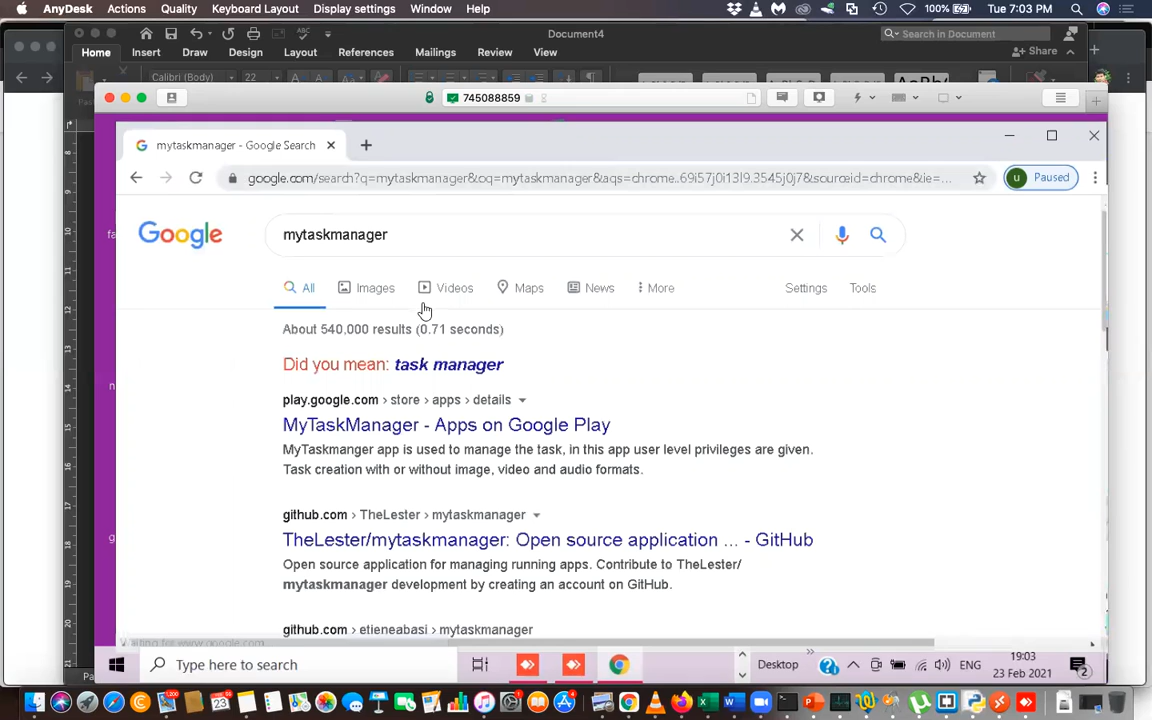 AnyDesk Actions Quality Keyboard Layout Display settings Window Help 100% Tue 7:03 PM
Document4
Search in Document
Home Insert Draw Design Layout References Mailings Review View Share
Calibri (Body) 22
745088859
mytaskmanager - Google Search
google.com/search?q=mytaskmanager&oq=mytaskmanager&aqs=chrome..69i57j0i13l9.3545j0j7&sourceid=chrome&ie=...
u Paused
Google
mytaskmanager
All Images Videos Maps News More Settings Tools
About 540,000 results (0.71 seconds)
Did you mean: task manager
play.google.com › store › apps › details
MyTaskManager - Apps on Google Play
MyTaskmanger app is used to manage the task, in this app user level privileges are given.
Task creation with or without image, video and audio formats.
github.com › TheLester › mytaskmanager
TheLester/mytaskmanager: Open source application ... - GitHub
Open source application for managing running apps. Contribute to TheLester/
mytaskmanager development by creating an account on GitHub.
github.com › etieneabasi › mytaskmanager
Type here to search
Desktop
ENG
19:03
23 Feb 2021
2